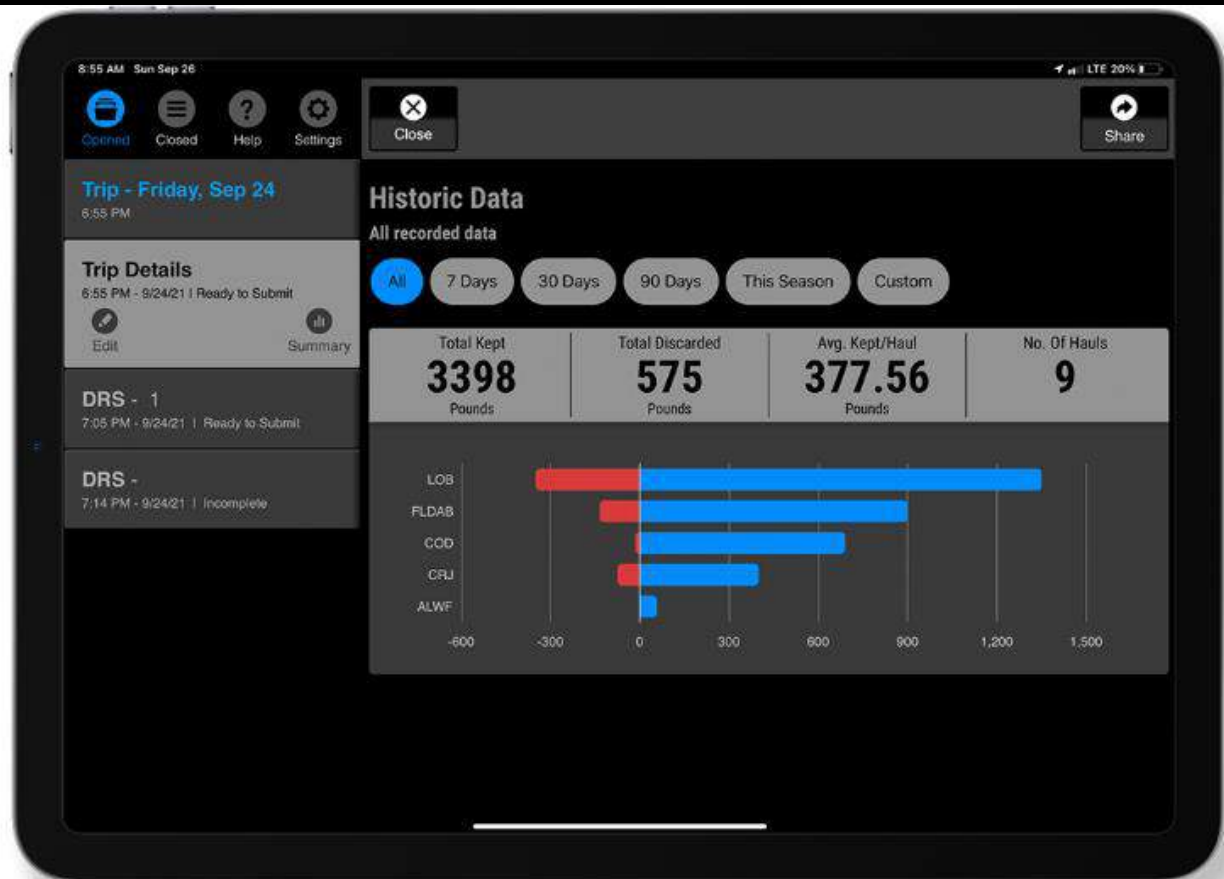 8:55 AM Sun Sep 26
LTE 20%
Opened
Closed
Help
Settings
Close
Share
Trip - Friday, Sep 24
6:55 PM
Trip Details
6:55 PM - 9/24/21 | Ready to Submit
Edit
Summary
DRS - 1
7:05 PM - 9/24/21 | Ready to Submit
DRS -
7:14 PM - 9/24/21 | Incomplete
Historic Data
All recorded data
All
7 Days
30 Days
90 Days
This Season
Custom
Total Kept
3398
Pounds
Total Discarded
575
Pounds
Avg. Kept/Haul
377.56
Pounds
No. Of Hauls
9
LOB
FLDAB
COD
CRJ
ALWF
-600 -300 0 300 600 900 1,200 1,500